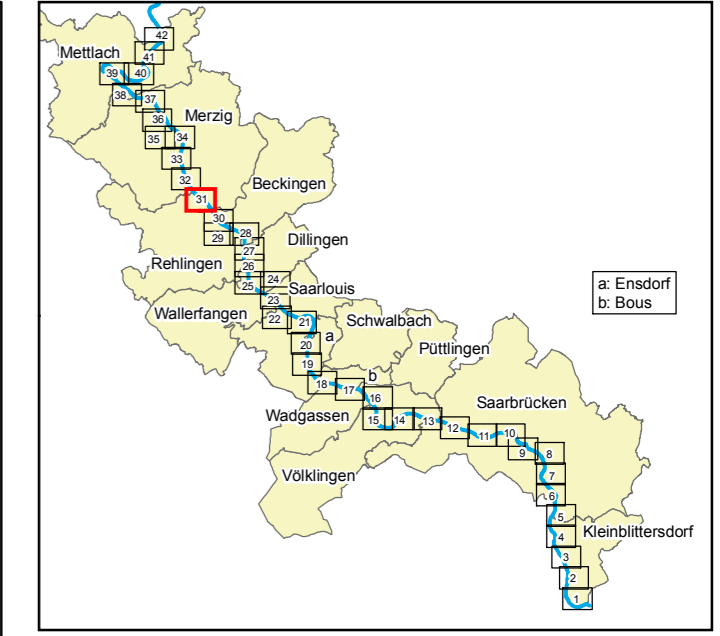 42
Mettlach
41
39
40
38
37
Merzig
36
35
34
33
32
Beckingen
31
30
29
28
Dillingen
27
Rehlingen
26
25
24
Saarlouis
a: Ensdorf
b: Bous
23
Wallerfangen
22
21
Schwalbach
a
20
Püttlingen
19
b
18
17
16
Saarbrücken
Wadgassen
15
14
13
12
11
10
9
8
Völklingen
7
6
5
Kleinblittersdorf
4
3
2
1